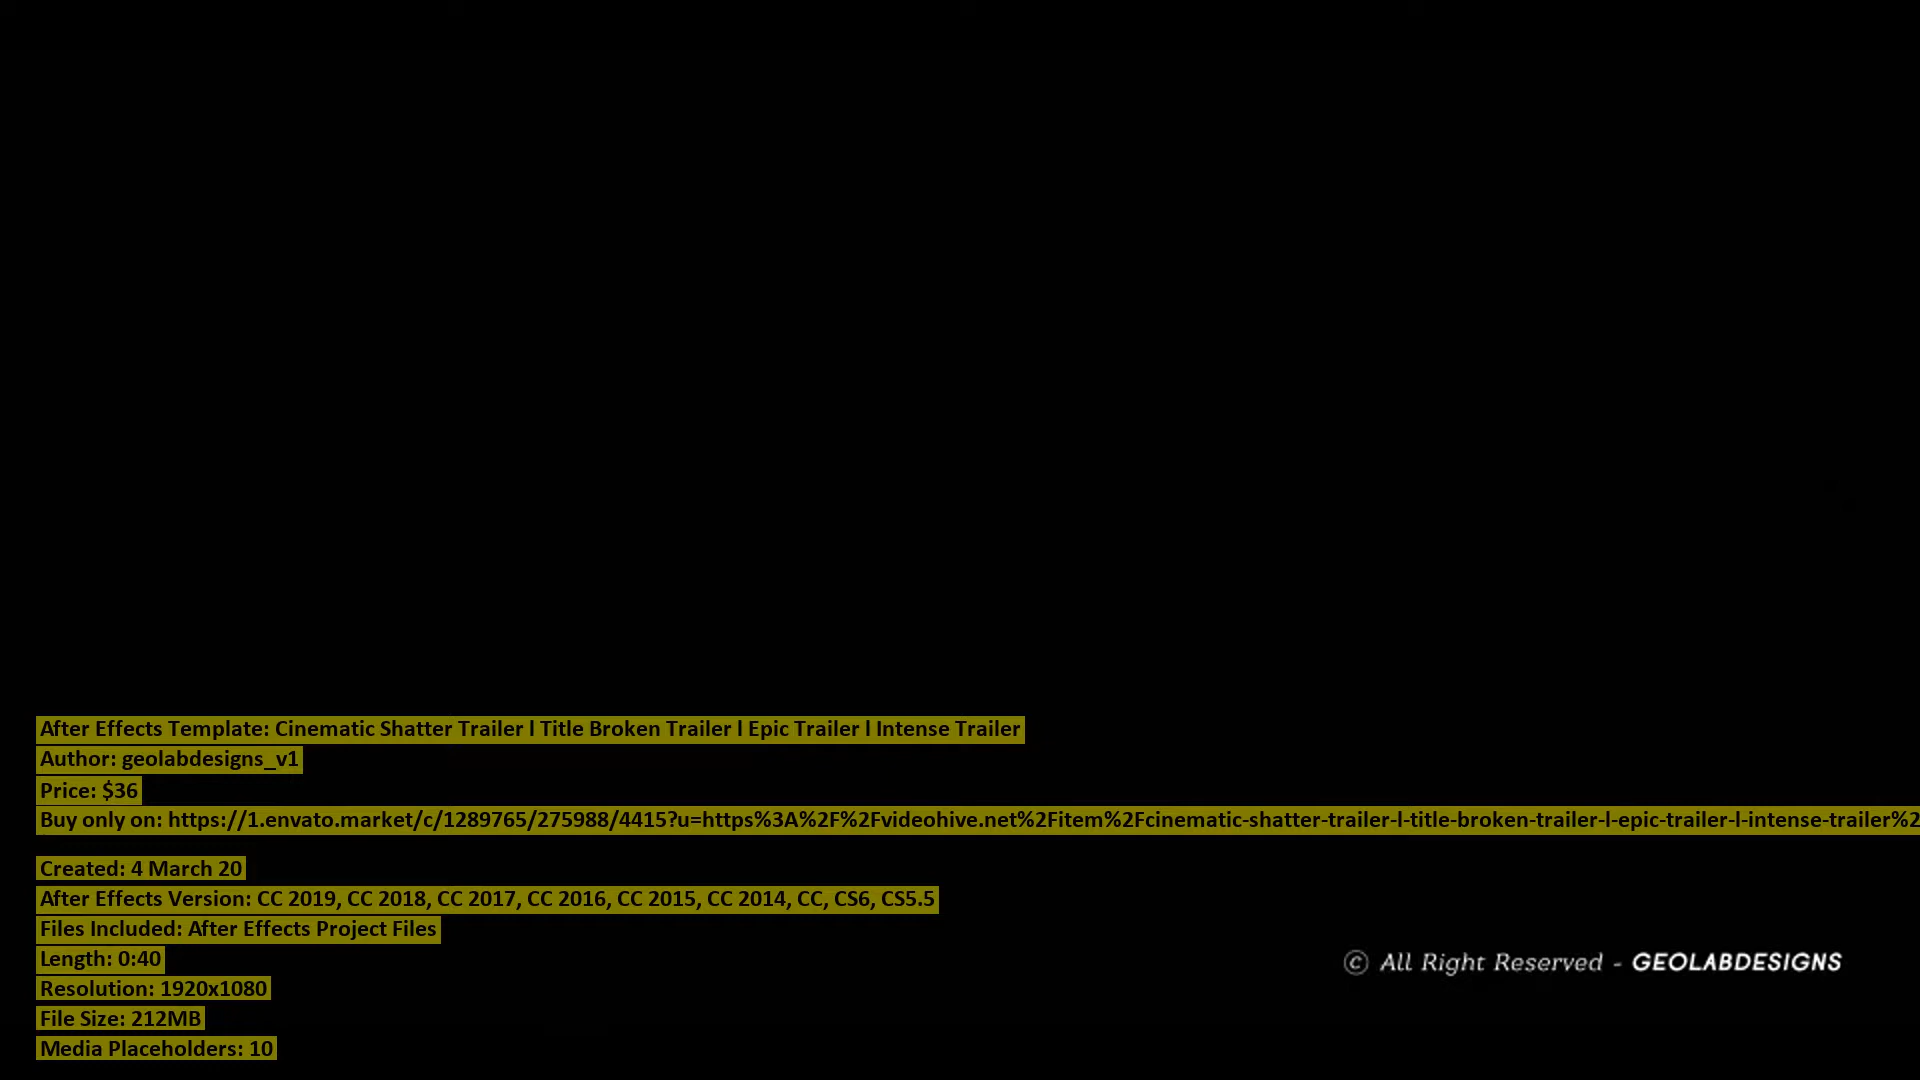 After Effects Template: Cinematic Shatter Trailer l Title Broken Trailer l Epic Trailer l Intense Trailer
Author: geolabdesigns_v1
Price: $36
Buy only on: https://1.envato.market/c/1289765/275988/4415?u=https%3A%2F%2Fvideohive.net%2Fitem%2Fcinematic-shatter-trailer-l-title-broken-trailer-l-epic-trailer-l-intense-trailer%2
Created: 4 March 20
After Effects Version: CC 2019, CC 2018, CC 2017, CC 2016, CC 2015, CC 2014, CC, CS6, CS5.5
Files Included: After Effects Project Files
Length: 0:40
© All Right Reserved - GEOLABDESIGNS
Resolution: 1920x1080
File Size: 212MB
Media Placeholders: 10